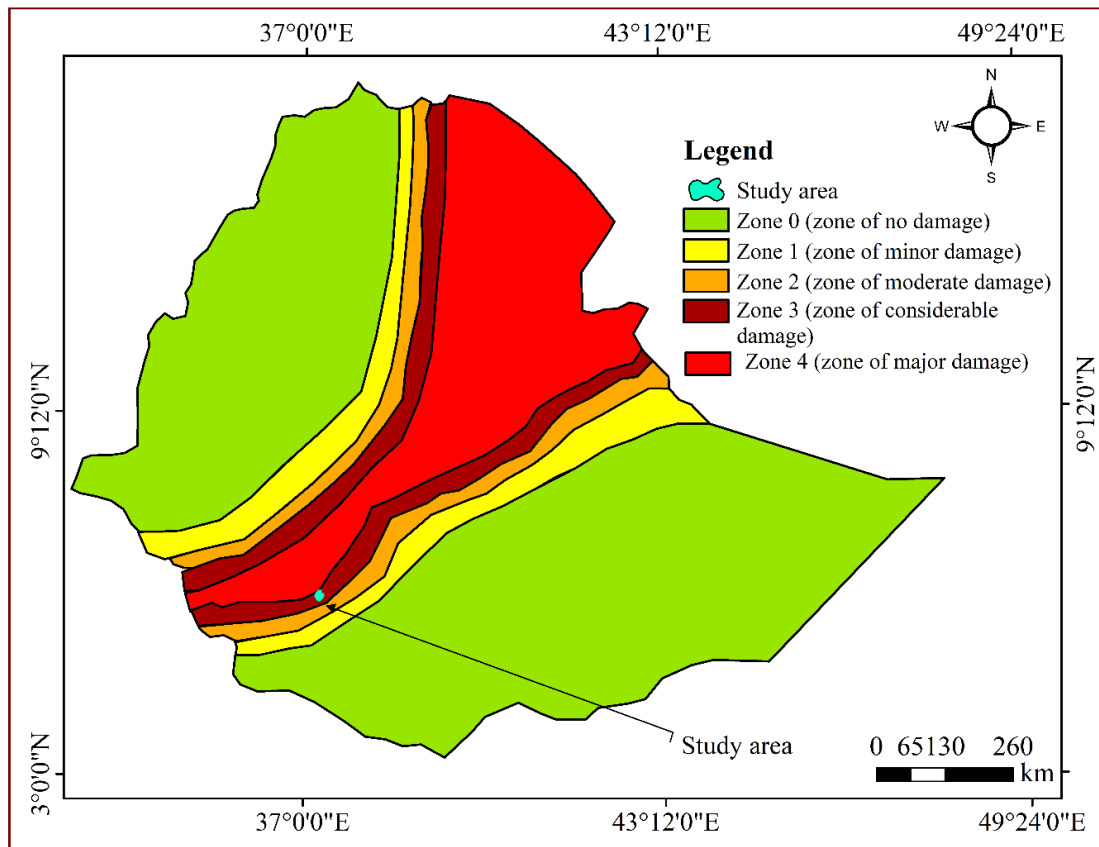 37°0'0"E
43°12'0"E
49°24'0"E
N
W
E
S
Legend
Study area
Zone 0 (zone of no damage)
Zone 1 (zone of minor damage)
Zone 2 (zone of moderate damage)
Zone 3 (zone of considerable
damage)
Zone 4 (zone of major damage)
9°12'0"N
9°12'0"N
Study area
0 65130 260
km
3°0'0"N
37°0'0"E
43°12'0"E
49°24'0"E